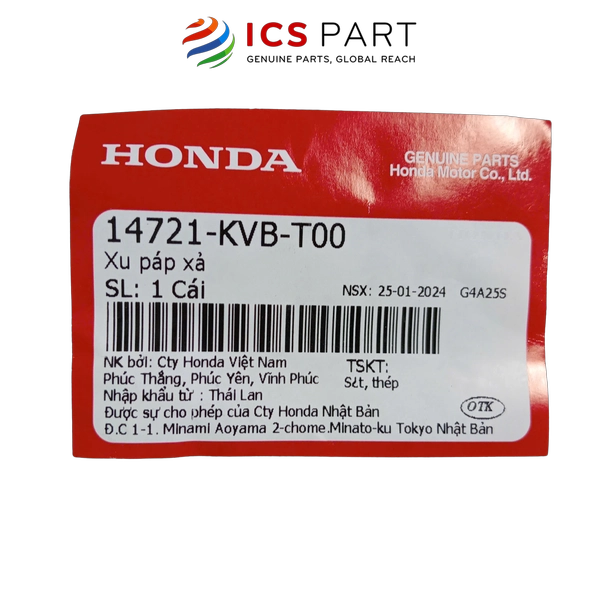 ICS PART
GENUINE PARTS, GLOBAL REACH
HONDA
GENUINE PARTS
Honda Motor Co., Ltd.
14721-KVB-T00
Xu páp xả
SL: 1 Cái
NSX: 25-01-2024 G4A25S
NK bởi: Cty Honda Việt Nam
Phúc Thắng, Phúc Yên, Vĩnh Phúc
TSKT:
Sắt, thép
Nhập khẩu từ : Thái Lan
Được sự cho phép của Cty Honda Nhật Bản
OTK
Đ.C 1-1. Minami Aoyama 2-chome.Minato-ku Tokyo Nhật Bản